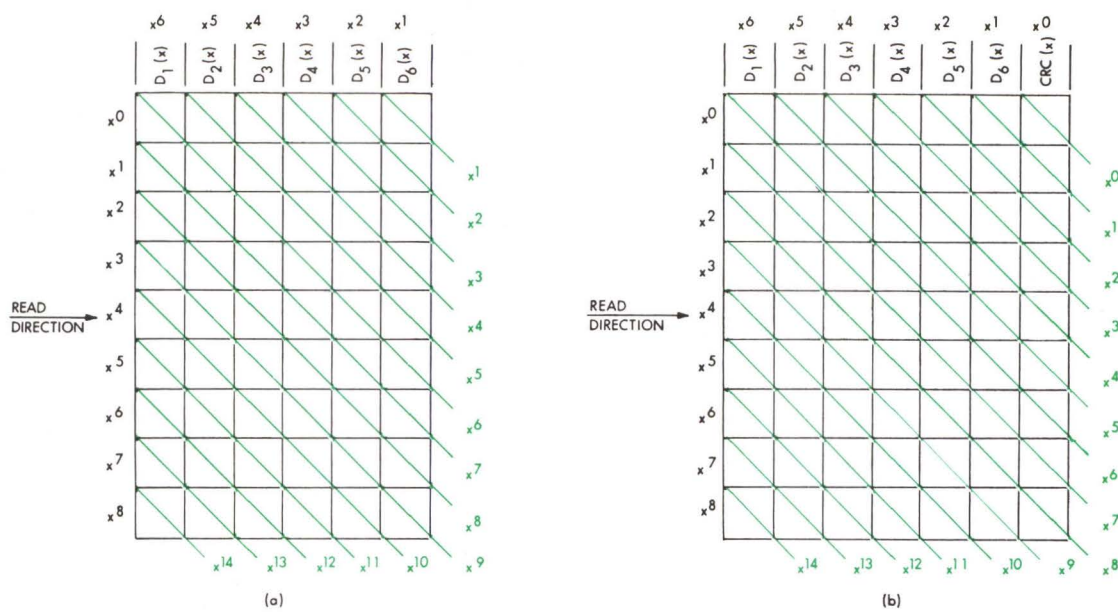 x6 x5 x4 x3 x2 x1
D1 (x) D2 (x) D3 (x) D4 (x) D5 (x) D6 (x)
x0
x1
x2
x3
READ
DIRECTION
x4
x5
x6
x7
x8
x1
x2
x3
x4
x5
x6
x7
x8
x14 x13 x12 x11 x10 x9
(a)
x6 x5 x4 x3 x2 x1 x0
D1 (x) D2 (x) D3 (x) D4 (x) D5 (x) D6 (x) CRC (x)
x0
x1
x2
x3
READ
DIRECTION
x4
x5
x6
x7
x8
x0
x1
x2
x3
x4
x5
x6
x7
x14 x13 x12 x11 x10 x9 x8
(b)